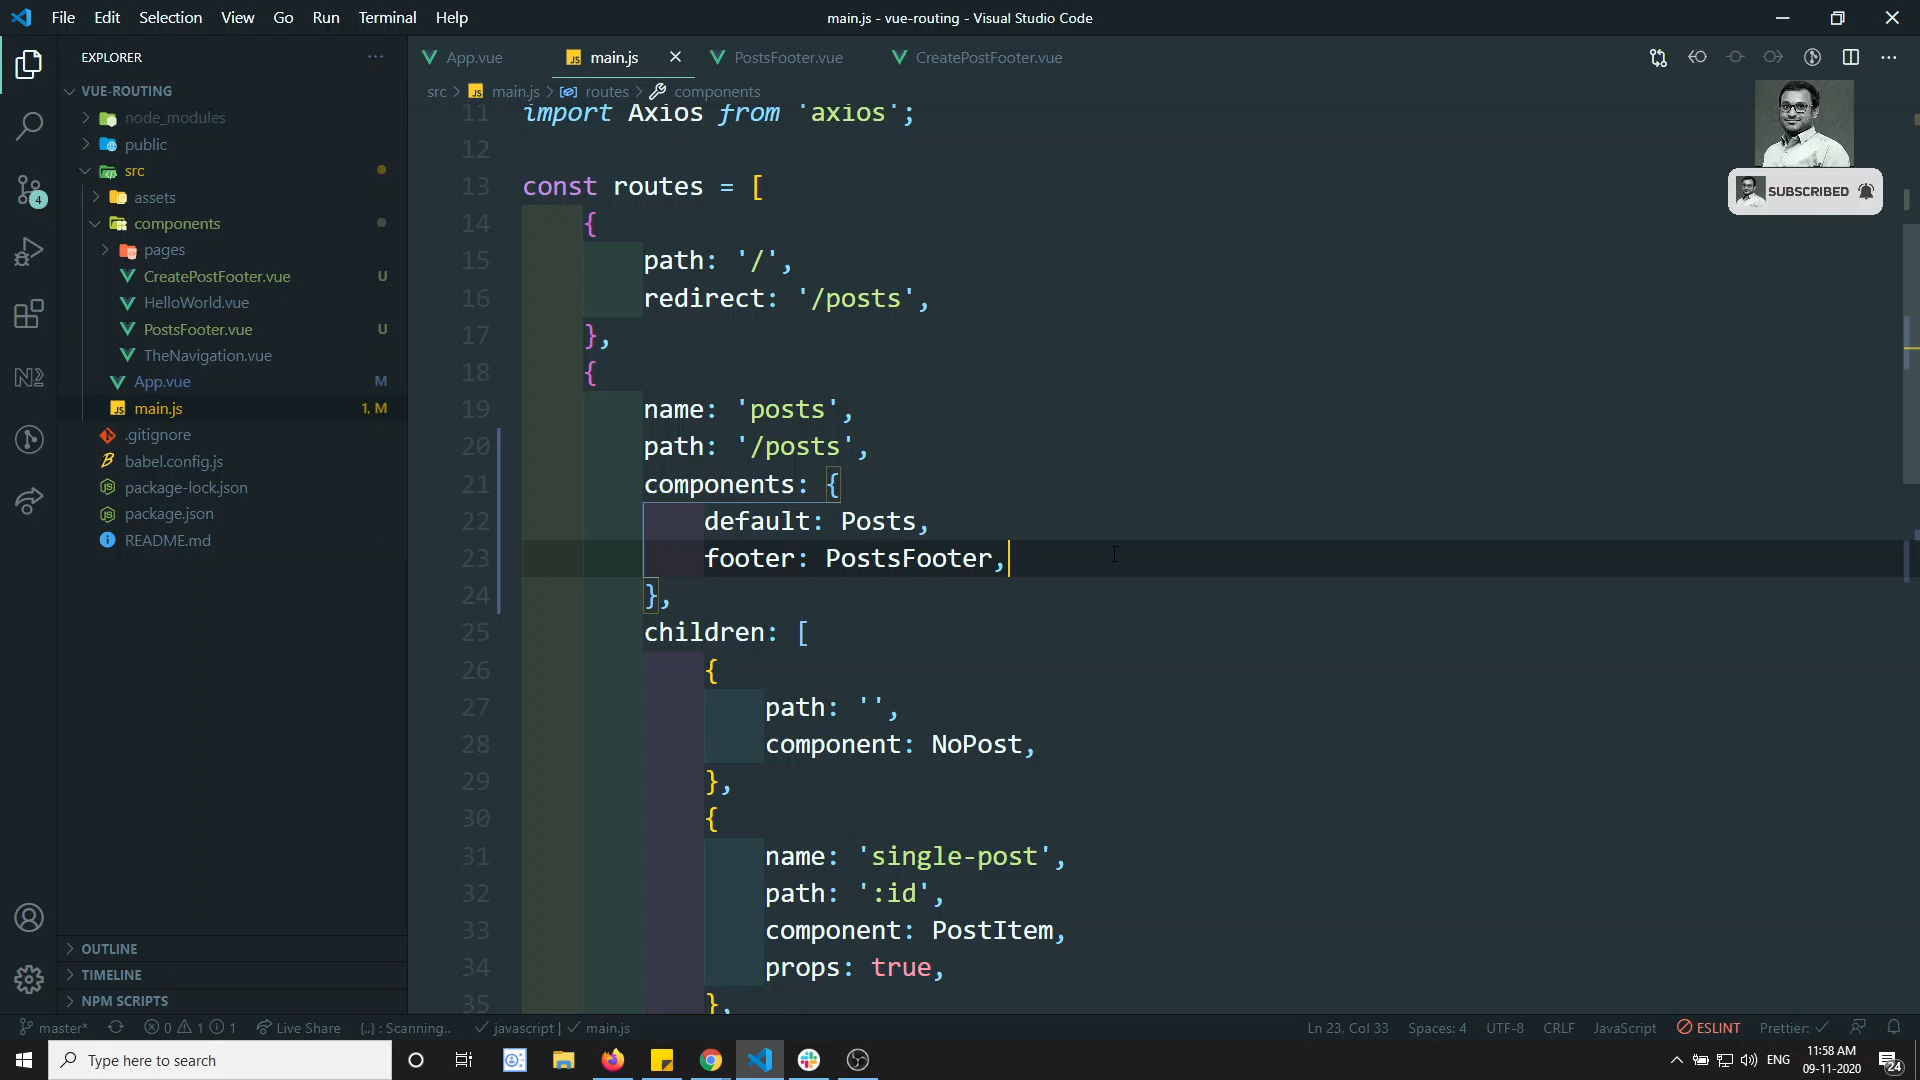 File Edit Selection View Go Run Terminal Help
main.js - vue-routing - Visual Studio Code
EXPLORER
VUE-ROUTING
node_modules
public
src
assets
components
pages
CreatePostFooter.vue U
HelloWorld.vue
PostsFooter.vue U
TheNavigation.vue
App.vue M
main.js 1, M
.gitignore
babel.config.js
package-lock.json
package.json
README.md
OUTLINE
TIMELINE
NPM SCRIPTS
4
App.vue main.js PostsFooter.vue CreatePostFooter.vue
src > main.js > routes > components
11 import Axios from 'axios';
12
13 const routes = [
14 {
15 path: '/',
16 redirect: '/posts',
17 },
18 {
19 name: 'posts',
20 path: '/posts',
21 components: {
22 default: Posts,
23 footer: PostsFooter,
24 },
25 children: [
26 {
27 path: '',
28 component: NoPost,
29 },
30 {
31 name: 'single-post',
32 path: ':id',
33 component: PostItem,
34 props: true,
35 },
SUBSCRIBED
master* 0 1 1 Live Share {..} : Scanning.. javascript | main.js
Ln 23, Col 33 Spaces: 4 UTF-8 CRLF JavaScript ESLINT Prettier:
Type here to search
ENG
11:58 AM
09-11-2020
24